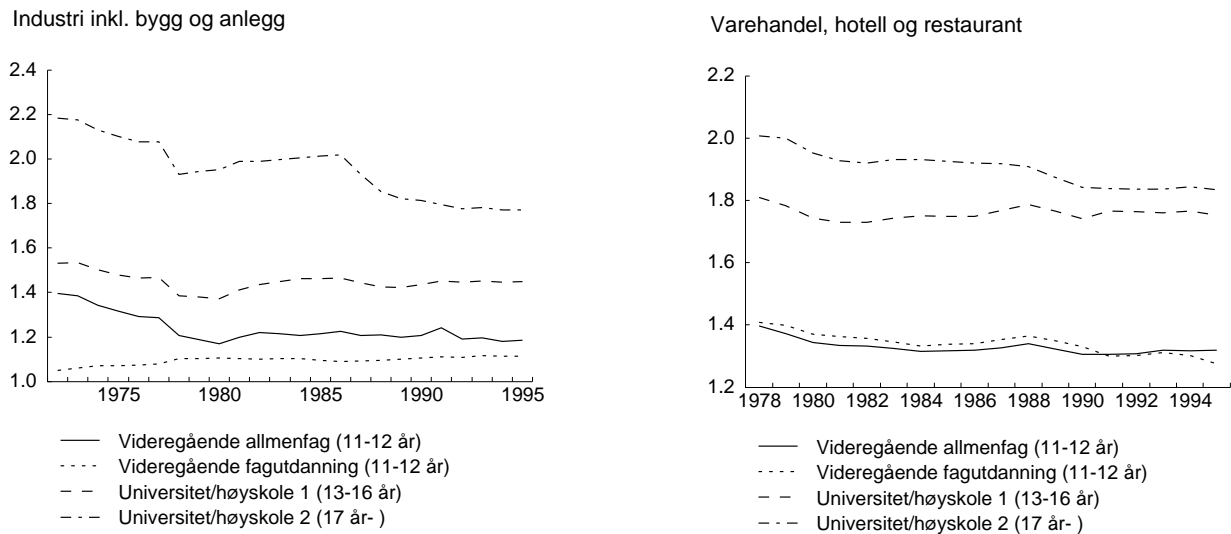 Industri inkl. bygg og anlegg
2.4
2.2
2.0
1.8
1.6
1.4
1.2
1.0
1975 1980 1985 1990 1995
Videregående allmenfag (11-12 år)
Videregående fagutdanning (11-12 år)
Universitet/høyskole 1 (13-16 år)
Universitet/høyskole 2 (17 år- )
Varehandel, hotell og restaurant
2.2
2.0
1.8
1.6
1.4
1.2
1978 1980 1982 1984 1986 1988 1990 1992 1994
Videregående allmenfag (11-12 år)
Videregående fagutdanning (11-12 år)
Universitet/høyskole 1 (13-16 år)
Universitet/høyskole 2 (17 år- )